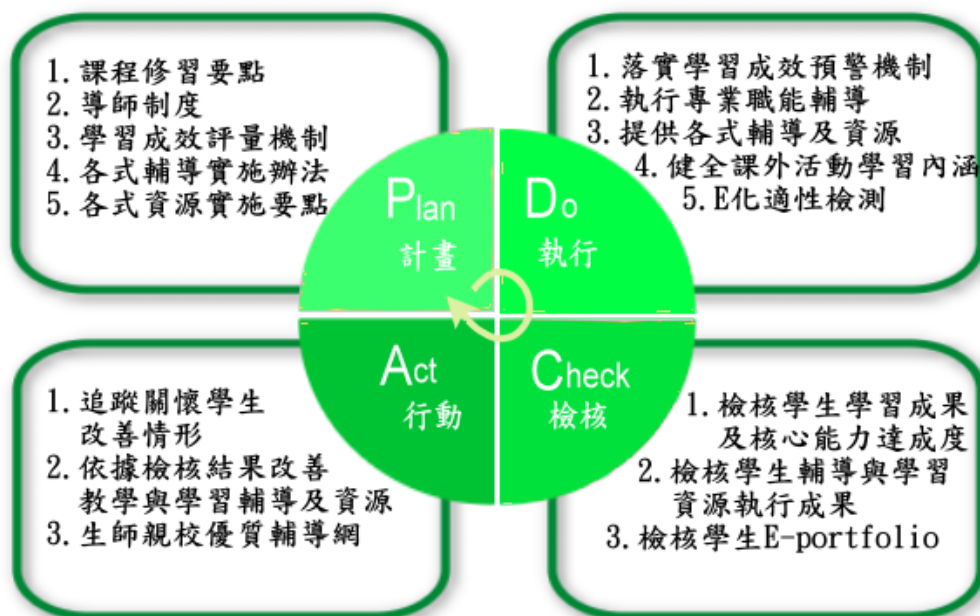 1. 課程修習要點
2. 導師制度
3. 學習成效評量機制
4. 各式輔導實施辦法
5. 各式資源實施要點
1. 落實學習成效預警機制
2. 執行專業職能輔導
3. 提供各式輔導及資源
4. 健全課外活動學習內涵
5. E化適性檢測
Plan
計畫
Do
執行
Act
行動
Check
檢核
1. 追蹤關懷學生
改善情形
2. 依據檢核結果改善
教學與學習輔導及資源
3. 生師親校優質輔導網
1. 檢核學生學習成果
及核心能力達成度
2. 檢核學生輔導與學習
資源執行成果
3. 檢核學生E-portfolio